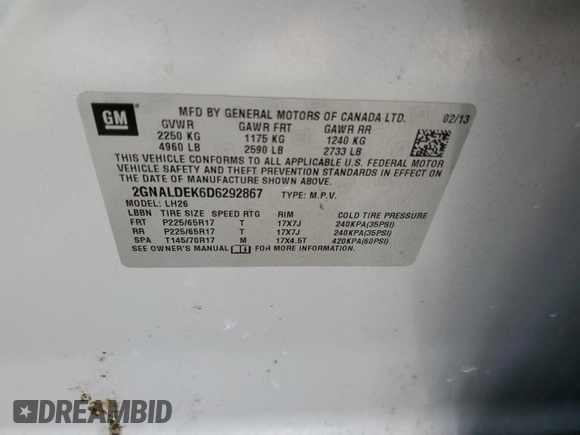 GM
MFD BY GENERAL MOTORS OF CANADA LTD. 02/13
GVWR GAWR FRT GAWR RR
2250 KG 1175 KG 1240 KG
4960 LB 2590 LB 2733 LB
THIS VEHICLE CONFORMS TO ALL APPLICABLE U.S. FEDERAL MOTOR
VEHICLE SAFETY AND THEFT PREVENTION STANDARDS IN EFFECT
ON THE DATE OF MANUFACTURE SHOWN ABOVE.
2GNALDEK6D6292867 TYPE: M.P.V.
MODEL: LH26
LBBN TIRE SIZE SPEED RTG RIM COLD TIRE PRESSURE
FRT P225/65R17 T 17X7J 240KPA(35PSI)
RR P225/65R17 T 17X7J 240KPA(35PSI)
SPA T145/70R17 M 17X4.5T 420KPA(60PSI)
SEE OWNER'S MANUAL FOR MORE INFORMATION.
DREAMBID